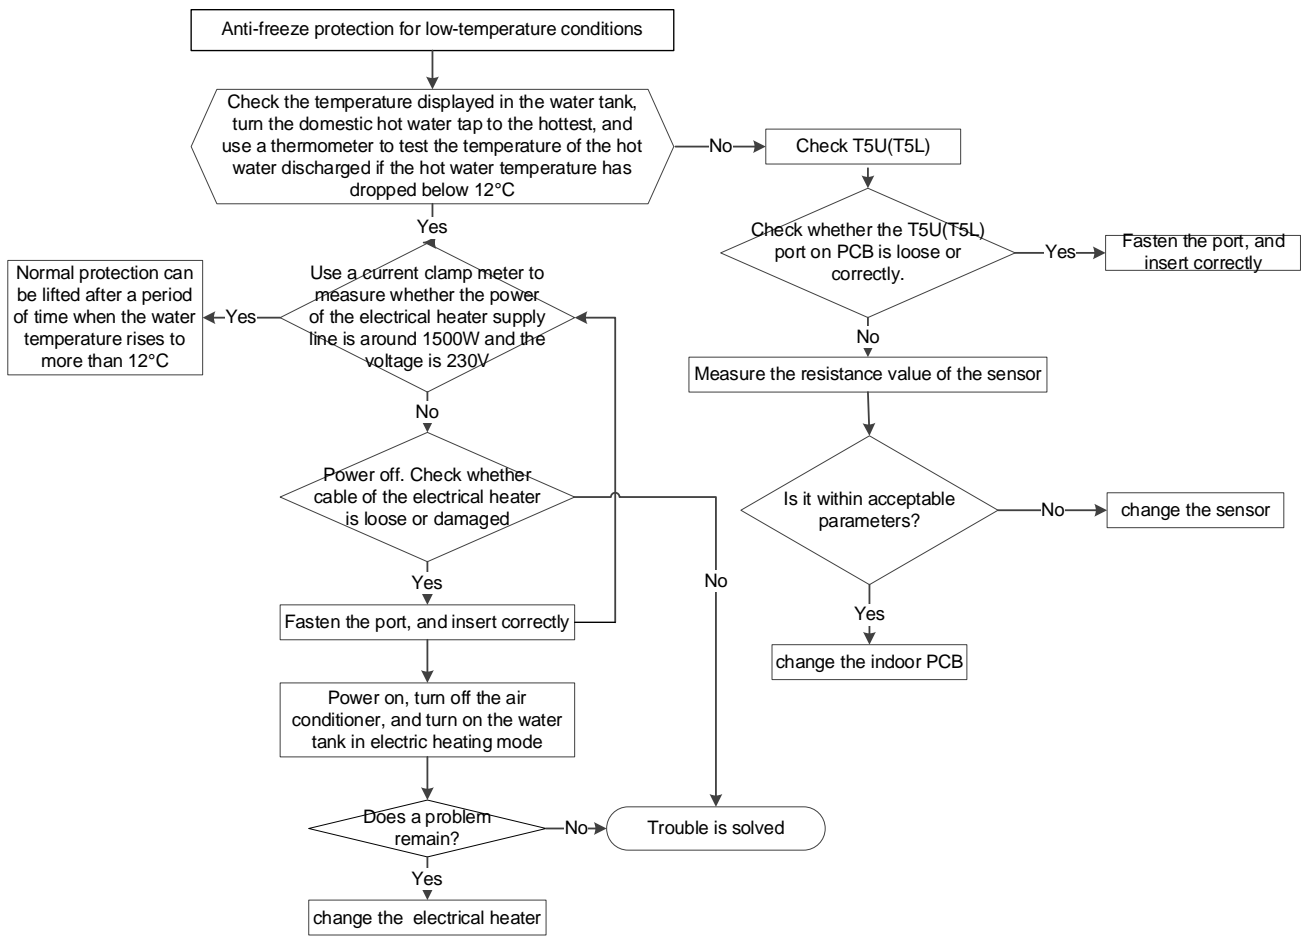 Anti-freeze protection for low-temperature conditions
Check the temperature displayed in the water tank,
turn the domestic hot water tap to the hottest, and
use a thermometer to test the temperature of the hot
water discharged if the hot water temperature has
dropped below 12°C
No
Check T5U(T5L)
Yes
Check whether the T5U(T5L)
port on PCB is loose or
correctly.
Yes
Fasten the port, and
insert correctly
Use a current clamp meter to
measure whether the power
of the electrical heater supply
line is around 1500W and the
voltage is 230V
Yes
Normal protection can
be lifted after a period
of time when the water
temperature rises to
more than 12°C
No
Measure the resistance value of the sensor
No
Power off. Check whether
cable of the electrical heater
is loose or damaged
Is it within acceptable
parameters?
No
change the sensor
Yes
No
Fasten the port, and insert correctly
Yes
change the indoor PCB
Power on, turn off the air
conditioner, and turn on the water
tank in electric heating mode
Does a problem
remain?
No
Trouble is solved
Yes
change the  electrical heater